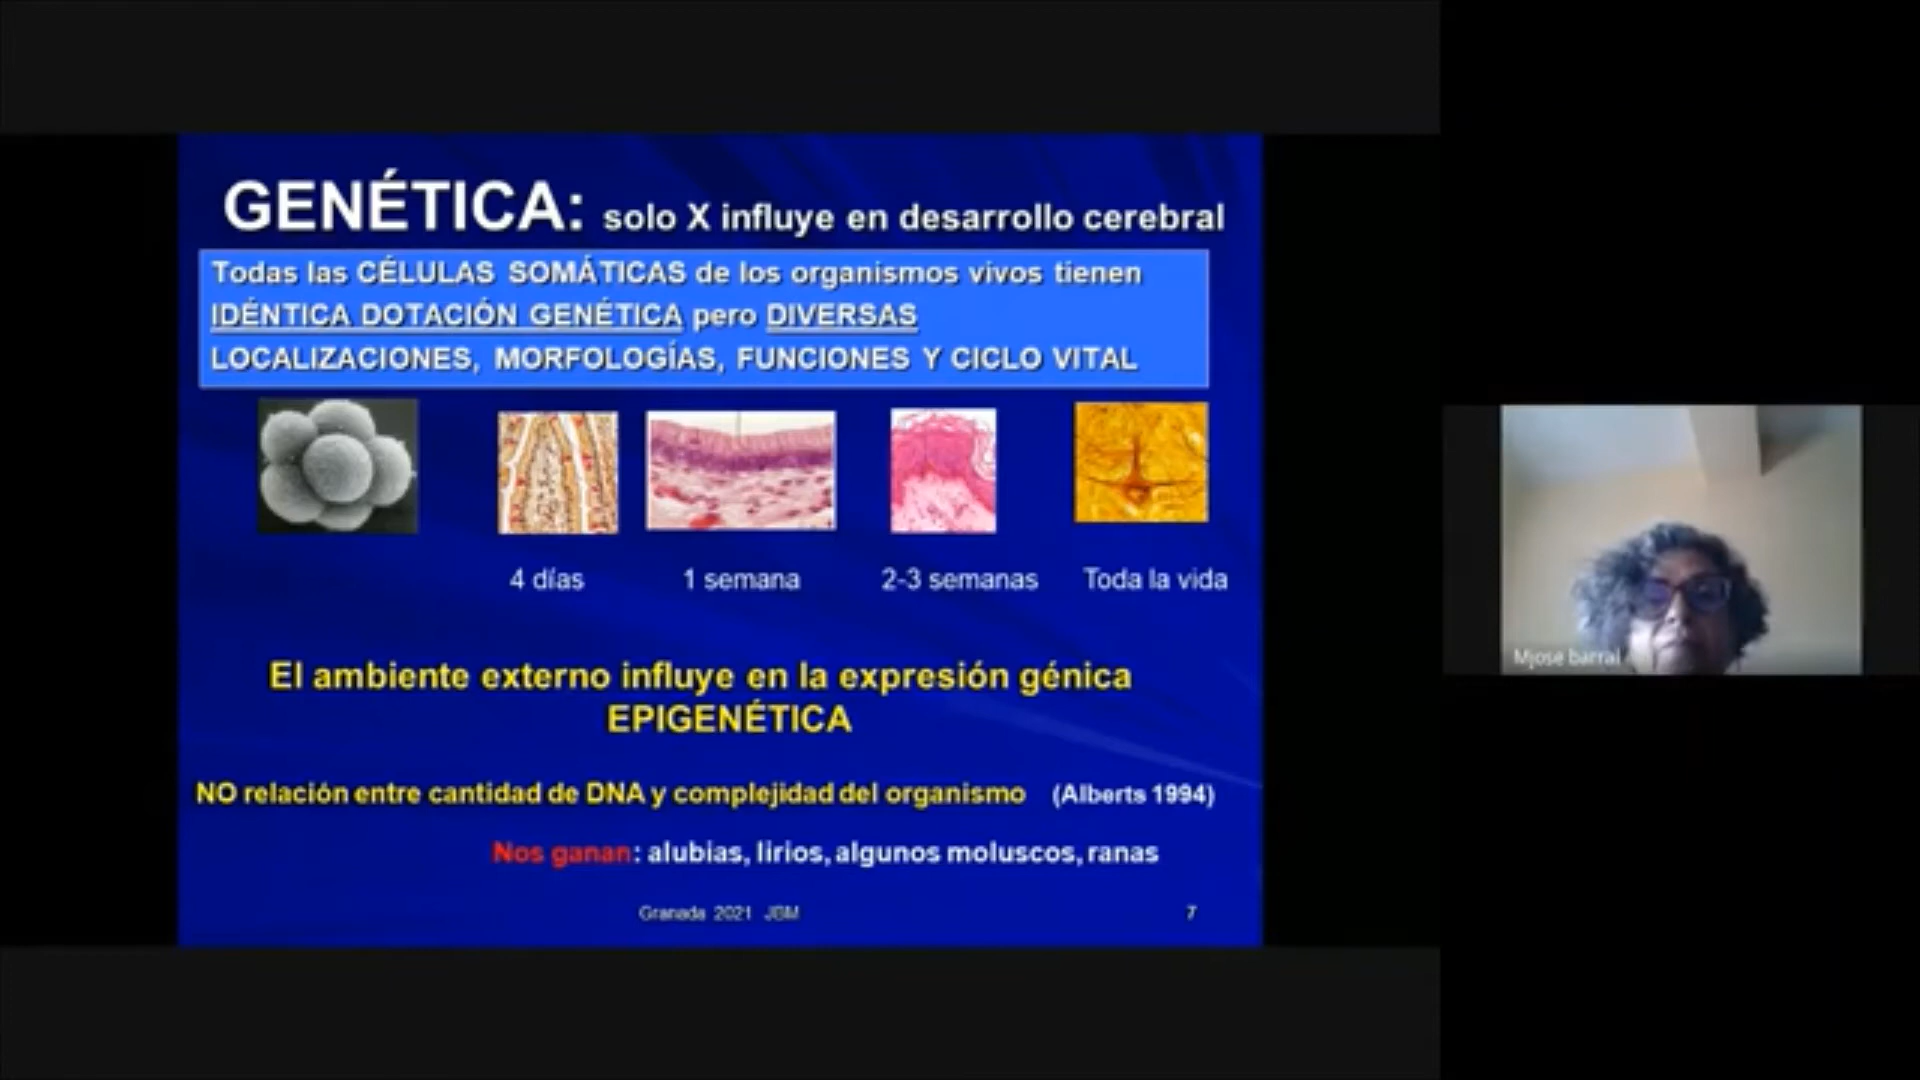 GENÉTICA: solo X influye en desarrollo cerebral
Todas las CÉLULAS SOMÁTICAS de los organismos vivos tienen
IDÉNTICA DOTACIÓN GENÉTICA pero DIVERSAS
LOCALIZACIONES, MORFOLOGÍAS, FUNCIONES Y CICLO VITAL
4 días 1 semana 2-3 semanas Toda la vida
El ambiente externo influye en la expresión génica
EPIGENÉTICA
NO relación entre cantidad de DNA y complejidad del organismo (Alberts 1994)
Nos ganan: alubias, lirios, algunos moluscos, ranas
Granada 2021 JBM 7
Mjose barral